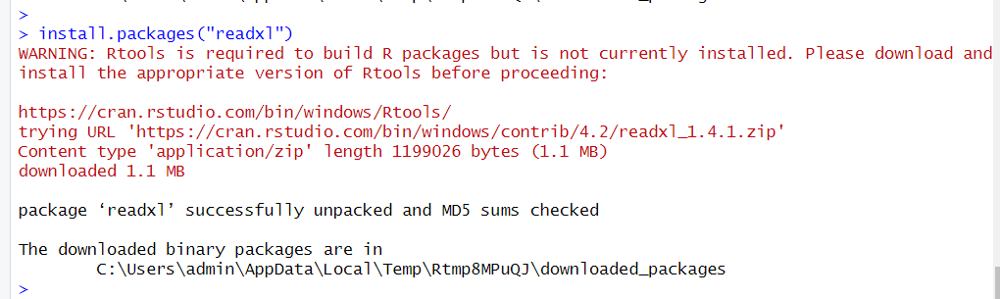 >
> install.packages("readxl")
WARNING: Rtools is required to build R packages but is not currently installed. Please download and
install the appropriate version of Rtools before proceeding:
https://cran.rstudio.com/bin/windows/Rtools/
trying URL 'https://cran.rstudio.com/bin/windows/contrib/4.2/readxl_1.4.1.zip'
Content type 'application/zip' length 1199026 bytes (1.1 MB)
downloaded 1.1 MB
package ‘readxl’ successfully unpacked and MD5 sums checked
The downloaded binary packages are in
C:\Users\admin\AppData\Local\Temp\Rtmp8MPuQJ\downloaded_packages
>